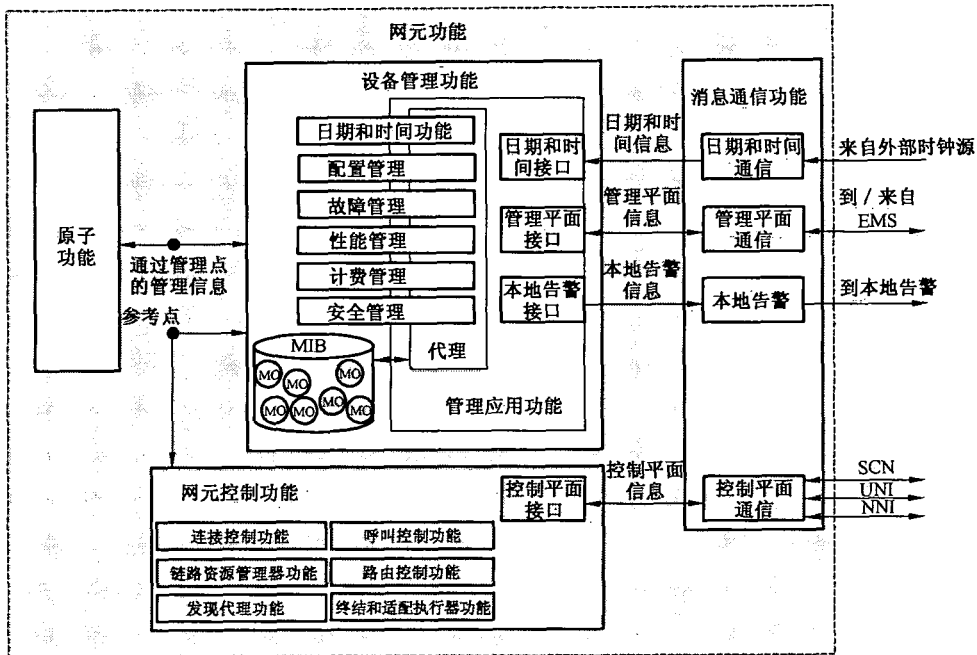 网元功能
设备管理功能
消息通信功能
原子
功能
日期和时间功能
配置管理
故障管理
性能管理
计费管理
安全管理
日期和时
间接口
日期和时
间信息
日期和时间
通信
来自外部时钟源
管理平面
接口
管理平面
信息
管理平面
通信
到 / 来自
EMS
本地告警
接口
本地告警
信息
本地告警
到本地告警
通过管理点
的管理信息
参考点
MIB
MO
MO
MO
MO
MO
MO
MO
代理
管理应用功能
网元控制功能
控制平面
接口
控制平面
信息
控制平面
通信
SCN
UNI
NNI
连接控制功能
呼叫控制功能
链路资源管理器功能
路由控制功能
发现代理功能
终结和适配执行器功能